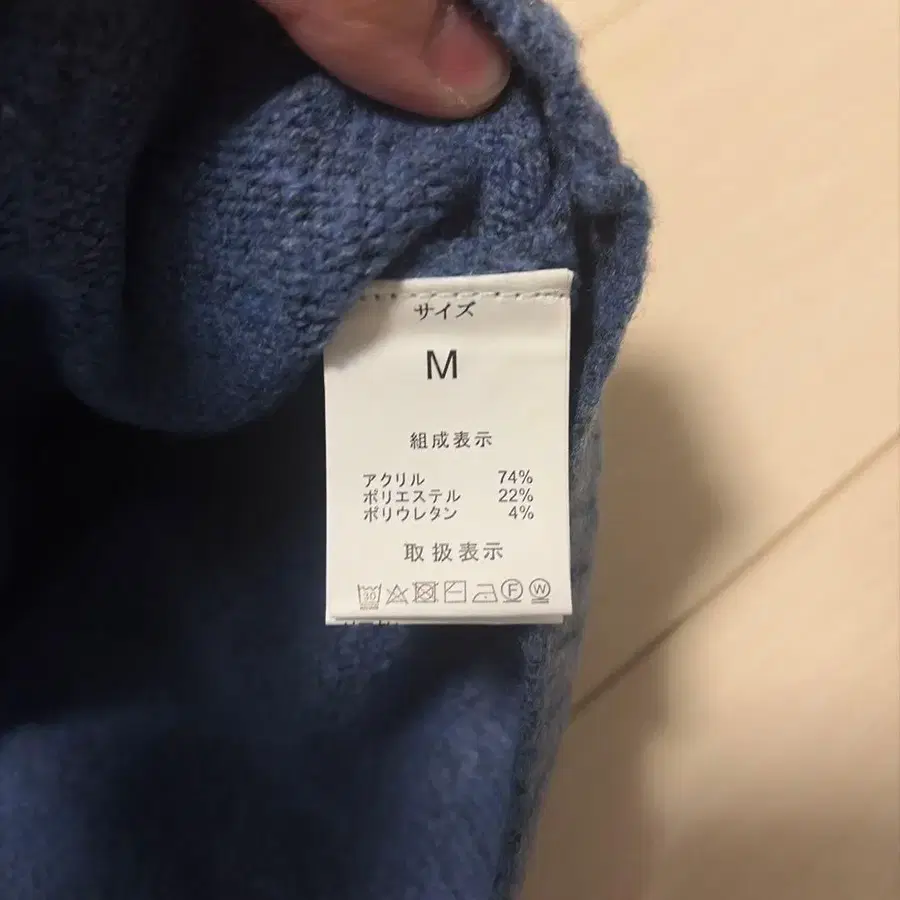 サイズ
M
組成表示
アクリル 74%
ポリエステル 22%
ポリウレタン 4%
取扱表示
30 F W